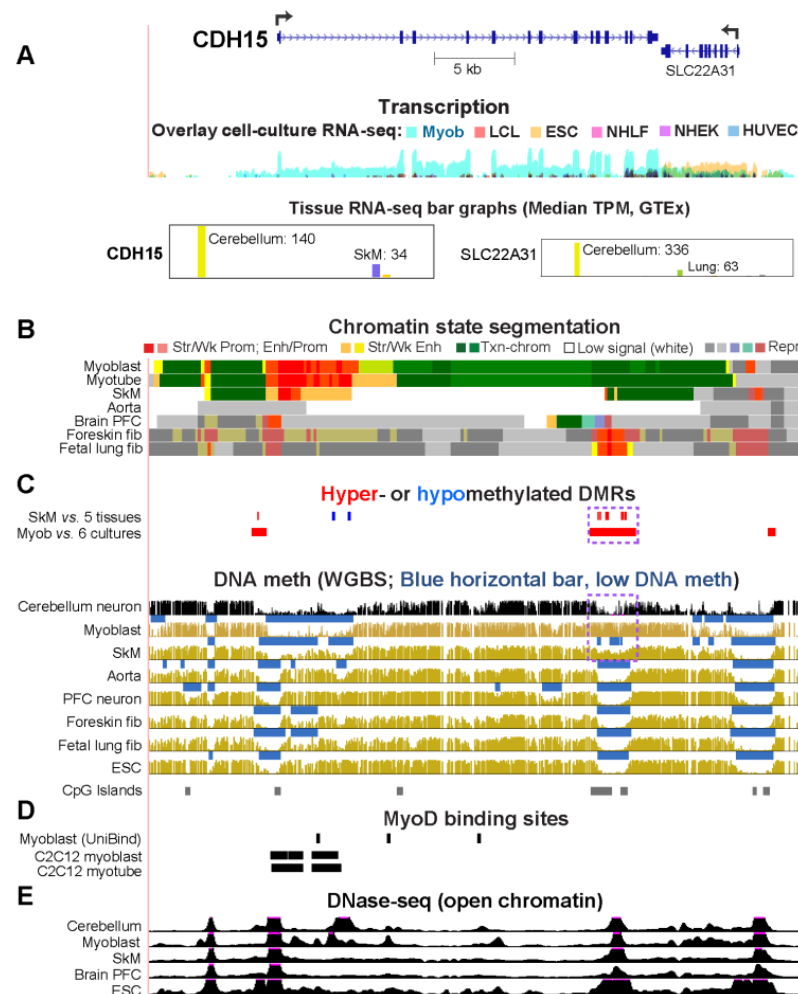 A
CDH15
5 kb
SLC22A31
Transcription
Overlay cell-culture RNA-seq: Myob LCL ESC NHLF NHEK HUVEC
Tissue RNA-seq bar graphs (Median TPM, GTEx)
CDH15
Cerebellum: 140
SkM: 34
SLC22A31
Cerebellum: 336
Lung: 63
B
Chromatin state segmentation
Str/Wk Prom; Enh/Prom Str/Wk Enh Txn-chrom Low signal (white) Repr
Myoblast
Myotube
SkM
Aorta
Brain PFC
Foreskin fib
Fetal lung fib
C
Hyper- or hypomethylated DMRs
SkM vs. 5 tissues
Myob vs. 6 cultures
DNA meth (WGBS; Blue horizontal bar, low DNA meth)
Cerebellum neuron
Myoblast
SkM
Aorta
PFC neuron
Foreskin fib
Fetal lung fib
ESC
CpG Islands
D
MyoD binding sites
Myoblast (UniBind)
C2C12 myoblast
C2C12 myotube
E
DNase-seq (open chromatin)
Cerebellum
Myoblast
SkM
Brain PFC
ESC